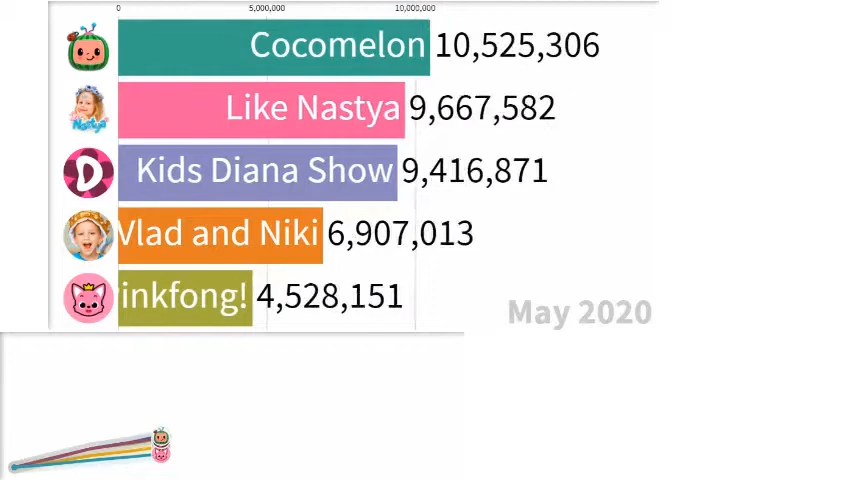 0 5,000,000 10,000,000
Cocomelon 10,525,306
Like Nastya 9,667,582
Kids Diana Show 9,416,871
Vlad and Niki 6,907,013
inkfong! 4,528,151
May 2020
Nastya
D